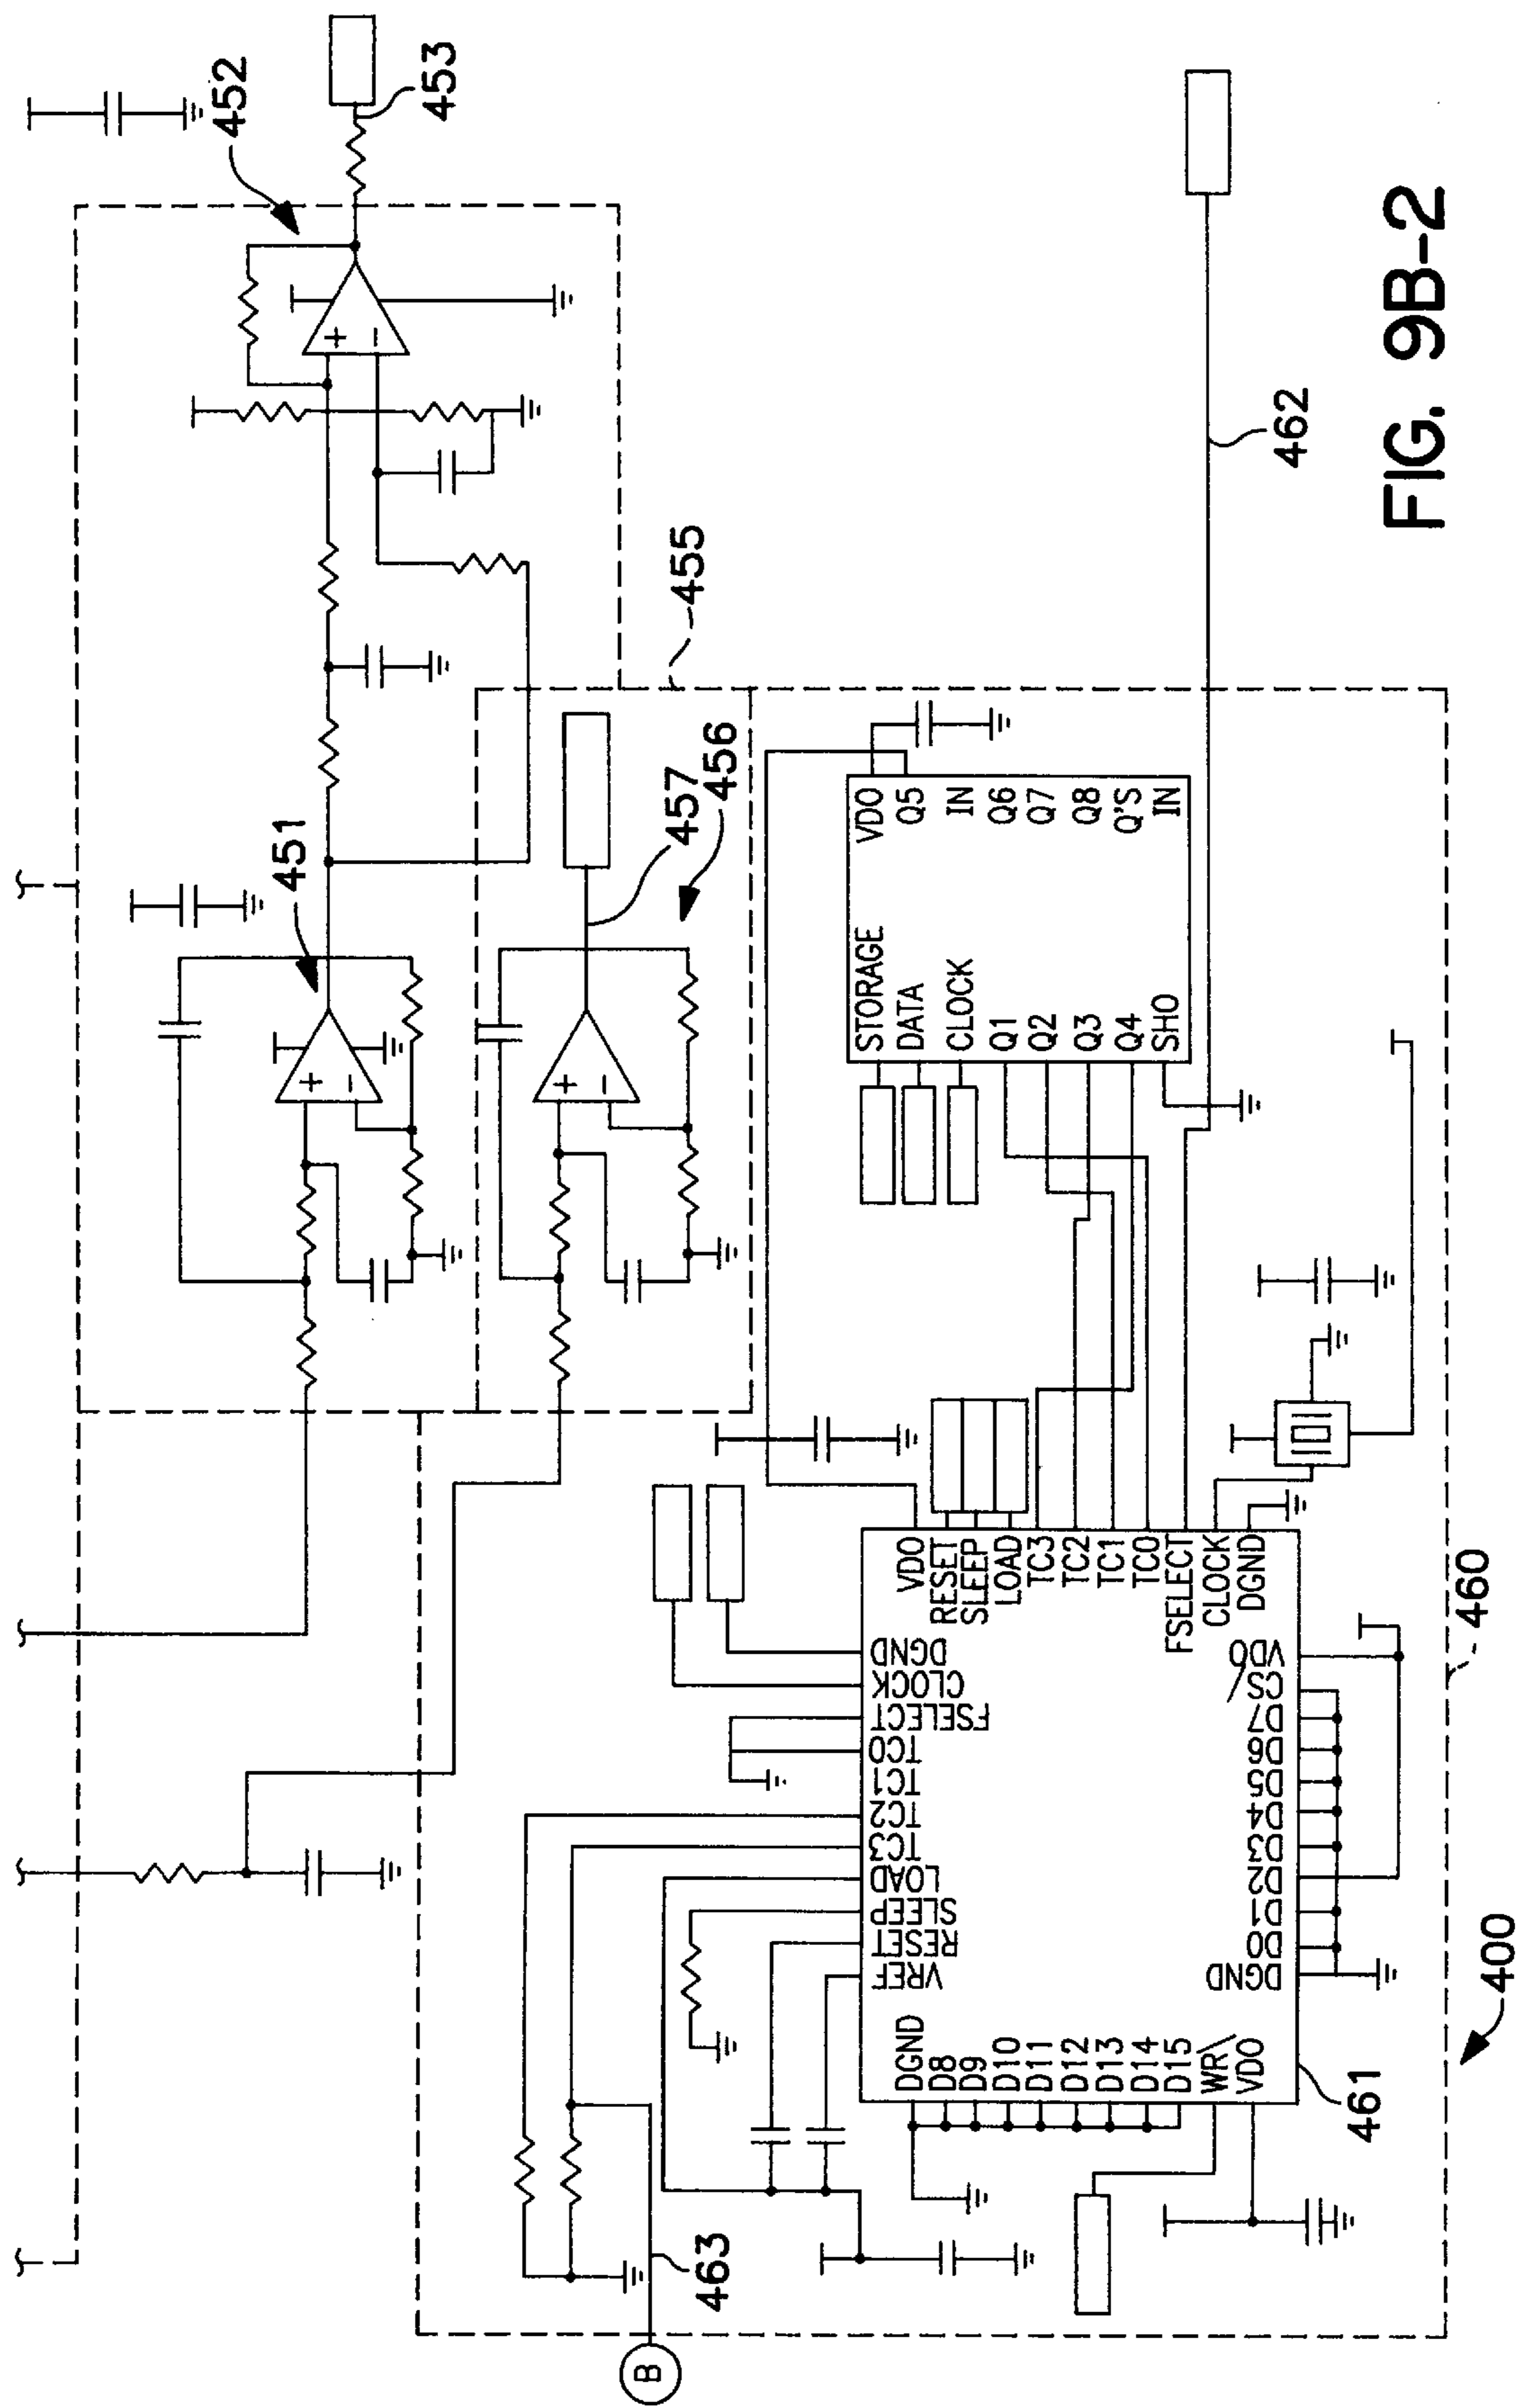 452
453
451
+
−
+
−
455
457
456
+
−
462
STORAGE
DATA
CLOCK
Q1
Q2
Q3
Q4
SHO
VDO
Q5
IN
Q6
Q7
Q8
Q'S
IN
463
B
DGND
CLOCK
FSELECT
TC0
TC1
TC2
TC3
LOAD
SLEEP
RESET
VREF
VDO
RESET
SLEEP
LOAD
TC3
TC2
TC1
TC0
FSELECT
CLOCK
DGND
DGND
D8
D9
D10
D11
D12
D13
D14
D15
WR\
VDO
VDO
CS/
D7
D6
D5
D4
D3
D2
D1
D0
DGND
461
460
400
FIG. 9B-2